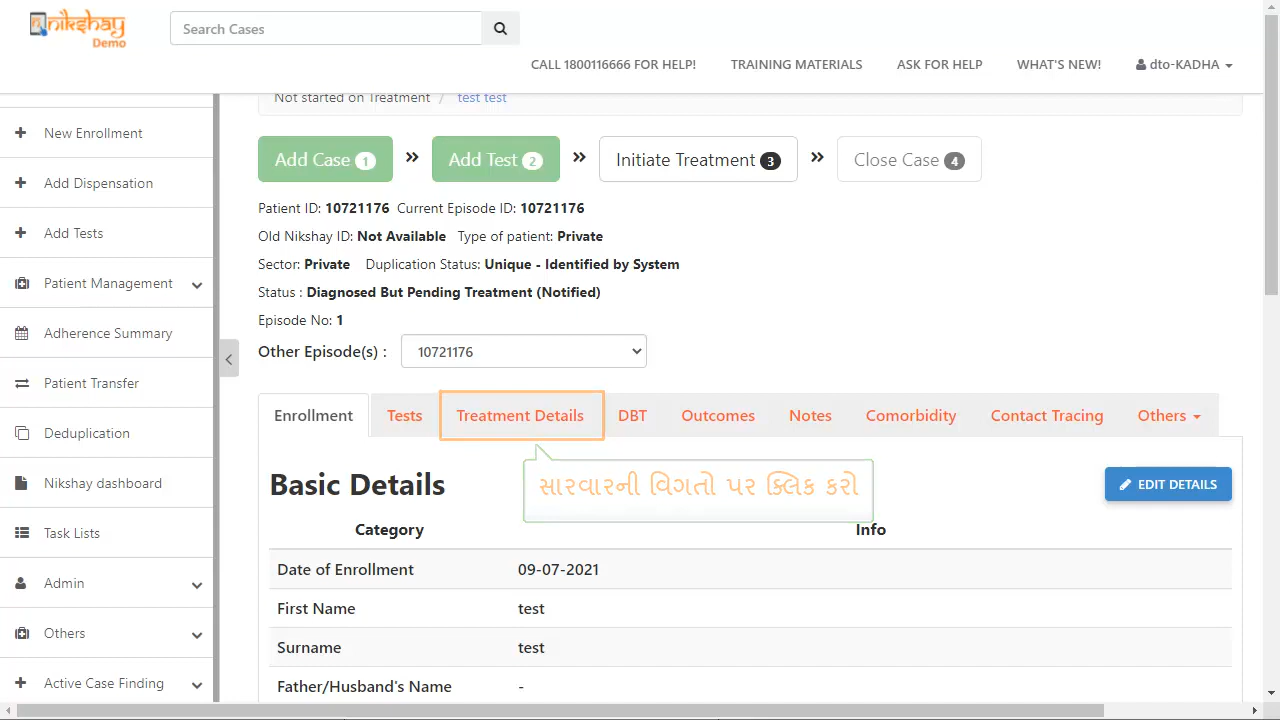 nikshay
Demo
Search Cases
CALL 1800116666 FOR HELP! TRAINING MATERIALS ASK FOR HELP WHAT'S NEW! dto-KADHA
Not started on Treatment / test test
New Enrollment
Add Dispensation
Add Tests
Patient Management
Adherence Summary
Patient Transfer
Deduplication
Nikshay dashboard
Task Lists
Admin
Others
Active Case Finding
Add Case 1 » Add Test 2 » Initiate Treatment 3 » Close Case 4
Patient ID: 10721176 Current Episode ID: 10721176
Old Nikshay ID: Not Available Type of patient: Private
Sector: Private Duplication Status: Unique - Identified by System
Status : Diagnosed But Pending Treatment (Notified)
Episode No: 1
Other Episode(s) : 10721176
Enrollment Tests Treatment Details DBT Outcomes Notes Comorbidity Contact Tracing Others
Basic Details
સારવારની વિગતો પર ક્લિક કરો
EDIT DETAILS
Category Info
Date of Enrollment 09-07-2021
First Name test
Surname test
Father/Husband's Name -